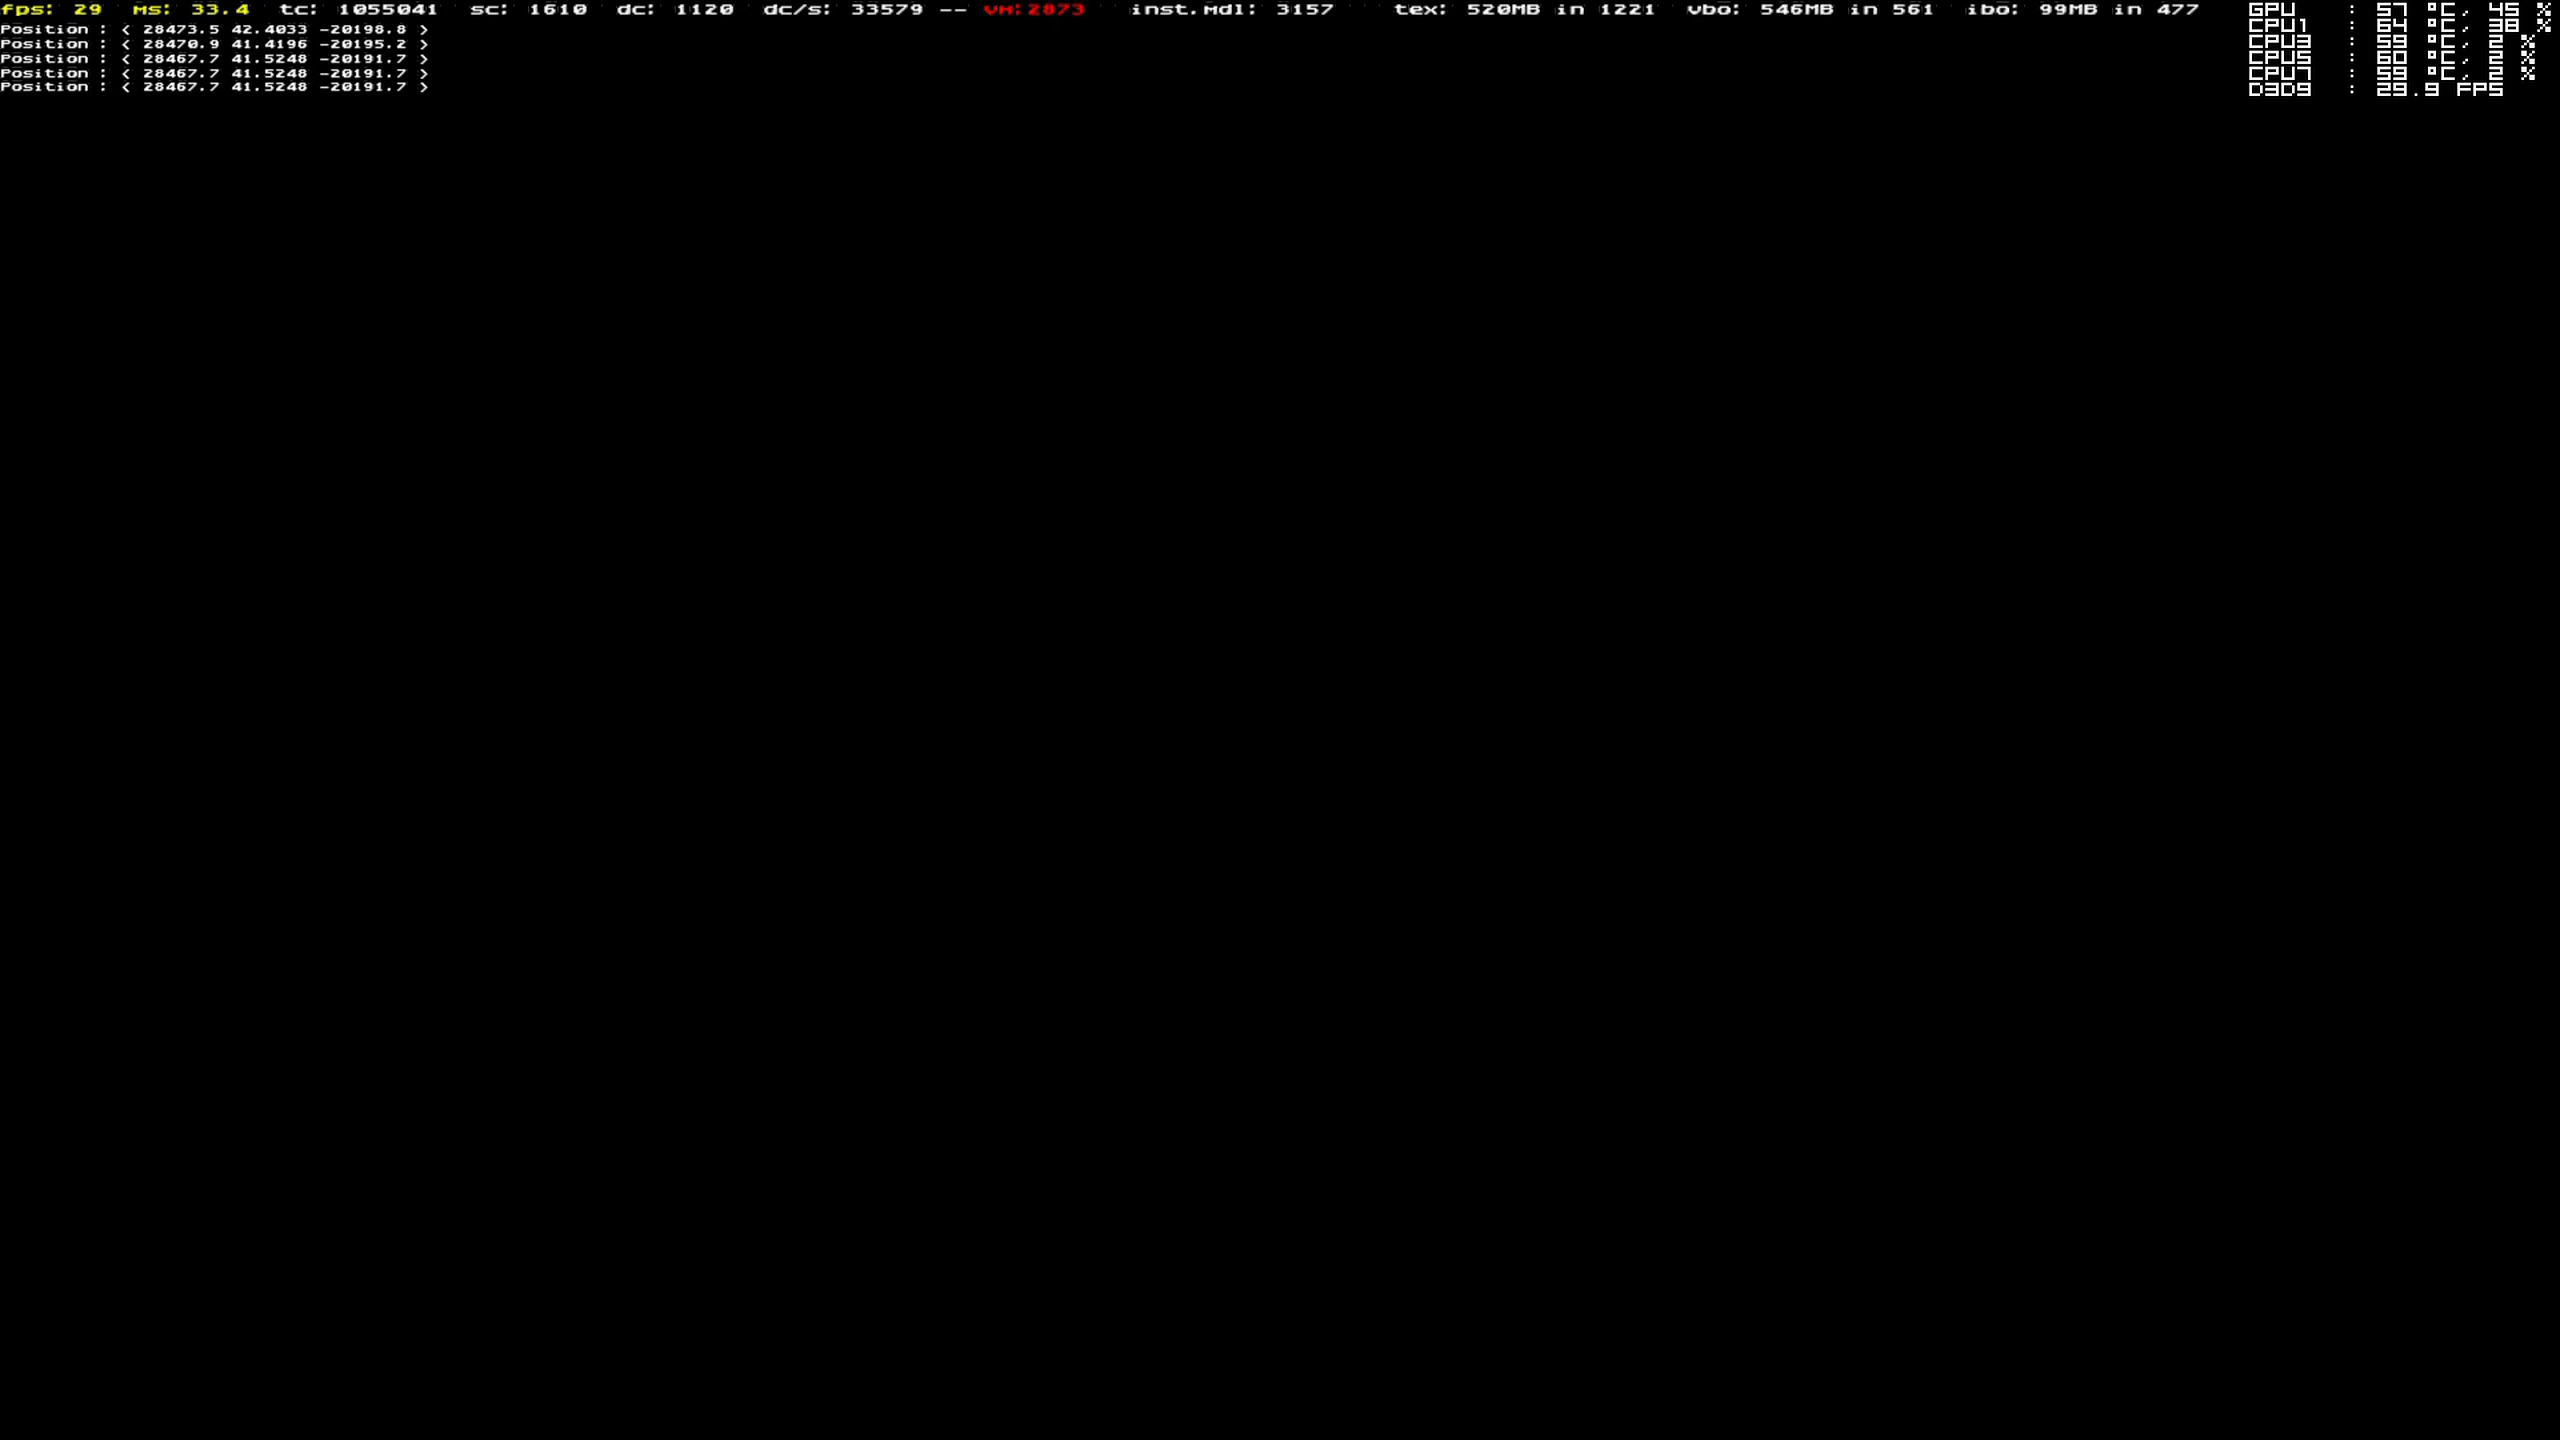 fps: 29 ms: 33.4 tc: 1055041 sc: 1610 dc: 1120 dc/s: 33579 -- vm:2873 inst.mdl: 3157 tex: 520MB in 1221 vbo: 546MB in 561 ibo: 99MB in 477
Position : < 28473.5 42.4033 -20198.8 >
Position : < 28470.9 41.4196 -20195.2 >
Position : < 28467.7 41.5248 -20191.7 >
Position : < 28467.7 41.5248 -20191.7 >
Position : < 28467.7 41.5248 -20191.7 >
GPU : 57 °C, 45 %
CPU1 : 64 °C, 38 %
CPU3 : 59 °C, 2 %
CPU5 : 60 °C, 2 %
CPU7 : 59 °C, 2 %
D3D9 : 29.9 FPS